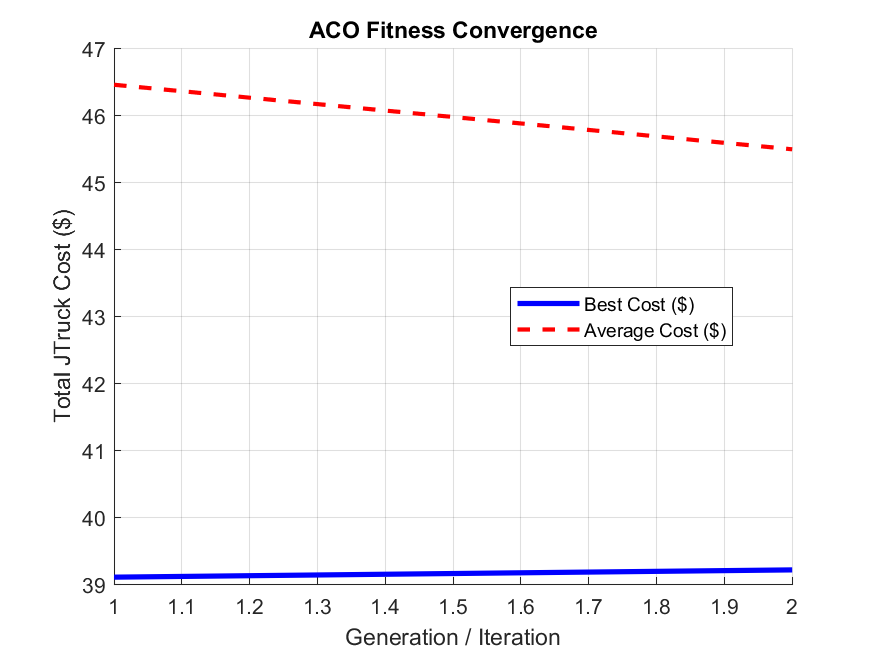 ACO Fitness Convergence
47
46
45
44
43
42
41
40
39
Total JTruck Cost ($)
Best Cost ($)
Average Cost ($)
1 1.1 1.2 1.3 1.4 1.5 1.6 1.7 1.8 1.9 2
Generation / Iteration